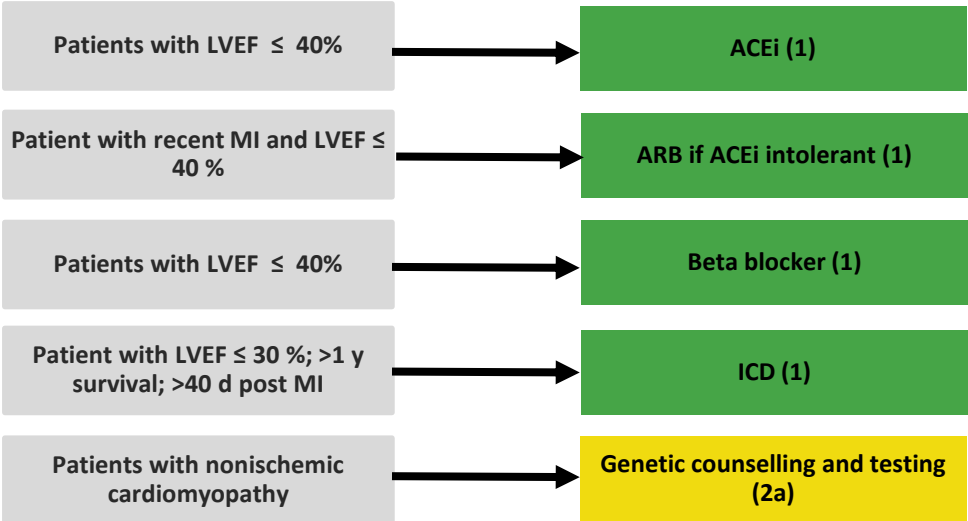 Patients with LVEF ≤ 40%
ACEi (1)
Patient with recent MI and LVEF ≤
40 %
ARB if ACEi intolerant (1)
Patients with LVEF ≤ 40%
Beta blocker (1)
Patient with LVEF ≤ 30 %; >1 y
survival; >40 d post MI
ICD (1)
Patients with nonischemic
cardiomyopathy
Genetic counselling and testing
(2a)